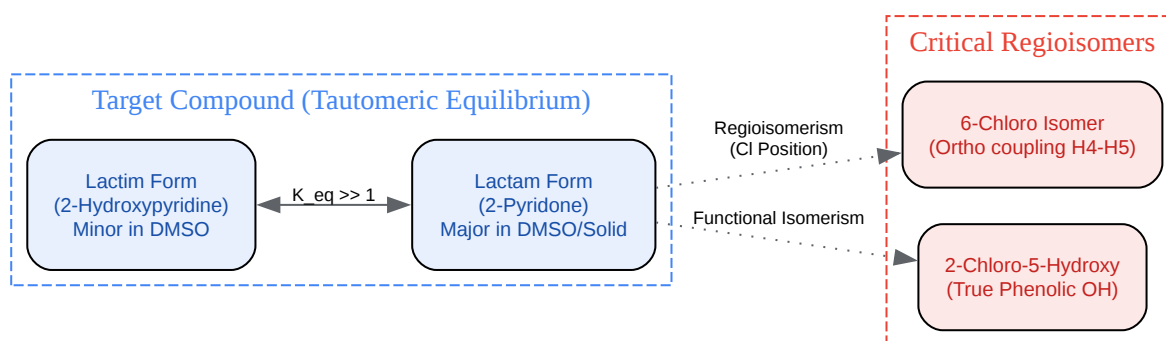 Critical Regioisomers
Target Compound (Tautomeric Equilibrium)
Lactim Form
(2-Hydroxypyridine)
Minor in DMSO
K_eq >> 1
Lactam Form
(2-Pyridone)
Major in DMSO/Solid
Regioisomerism
(Cl Position)
6-Chloro Isomer
(Ortho coupling H4-H5)
Functional Isomerism
2-Chloro-5-Hydroxy
(True Phenolic OH)